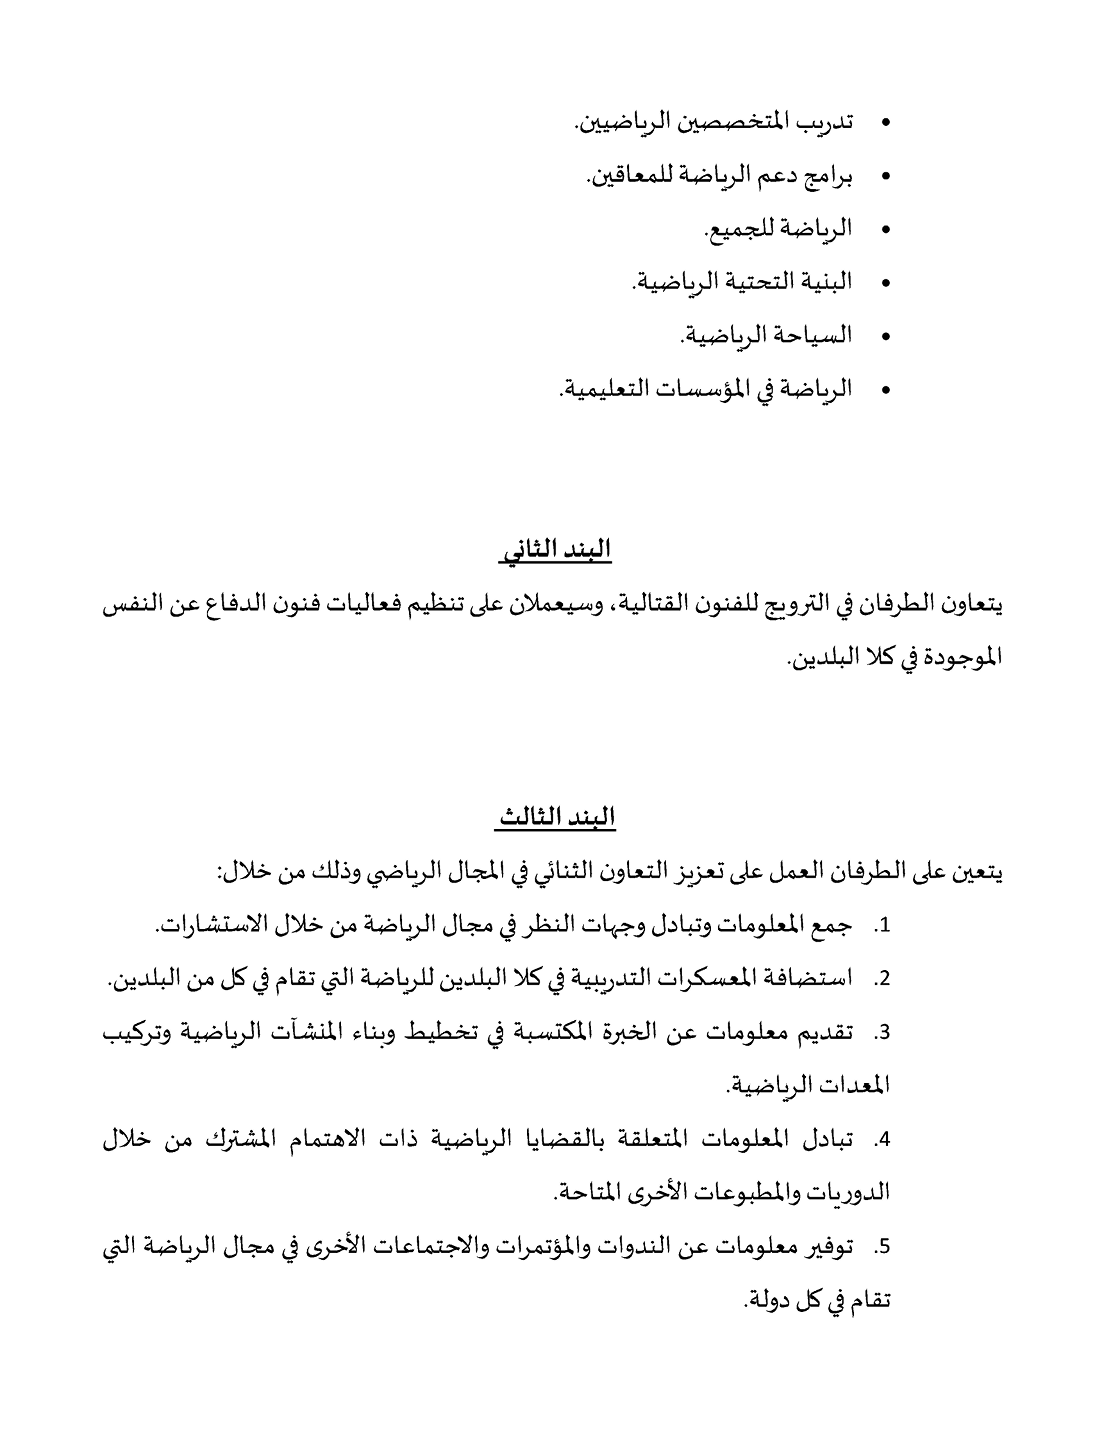 • تدريب المتخصصين الرياضيين.
• برامج دعم الرياضة للمعاقين.
• الرياضة للجميع.
• البنية التحتية الرياضية.
• السياحة الرياضية.
• الرياضة في المؤسسات التعليمية.
البند الثاني
يتعاون الطرفان في الترويج للفنون القتالية، وسيعملان على تنظيم فعاليات فنون الدفاع عن النفس
الموجودة في كلا البلدين.
البند الثالث
يتعين على الطرفان العمل على تعزيز التعاون الثنائي في المجال الرياضي وذلك من خلال:
1. جمع المعلومات وتبادل وجهات النظر في مجال الرياضة من خلال الاستشارات.
2. استضافة المعسكرات التدريبية في كلا البلدين للرياضة التي تقام في كل من البلدين.
3. تقديم معلومات عن الخبرة المكتسبة في تخطيط وبناء المنشآت الرياضية وتركيب
المعدات الرياضية.
4. تبادل المعلومات المتعلقة بالقضايا الرياضية ذات الاهتمام المشترك من خلال
الدوريات والمطبوعات الأخرى المتاحة.
5. توفير معلومات عن الندوات والمؤتمرات والاجتماعات الأخرى في مجال الرياضة التي
تقام في كل دولة.